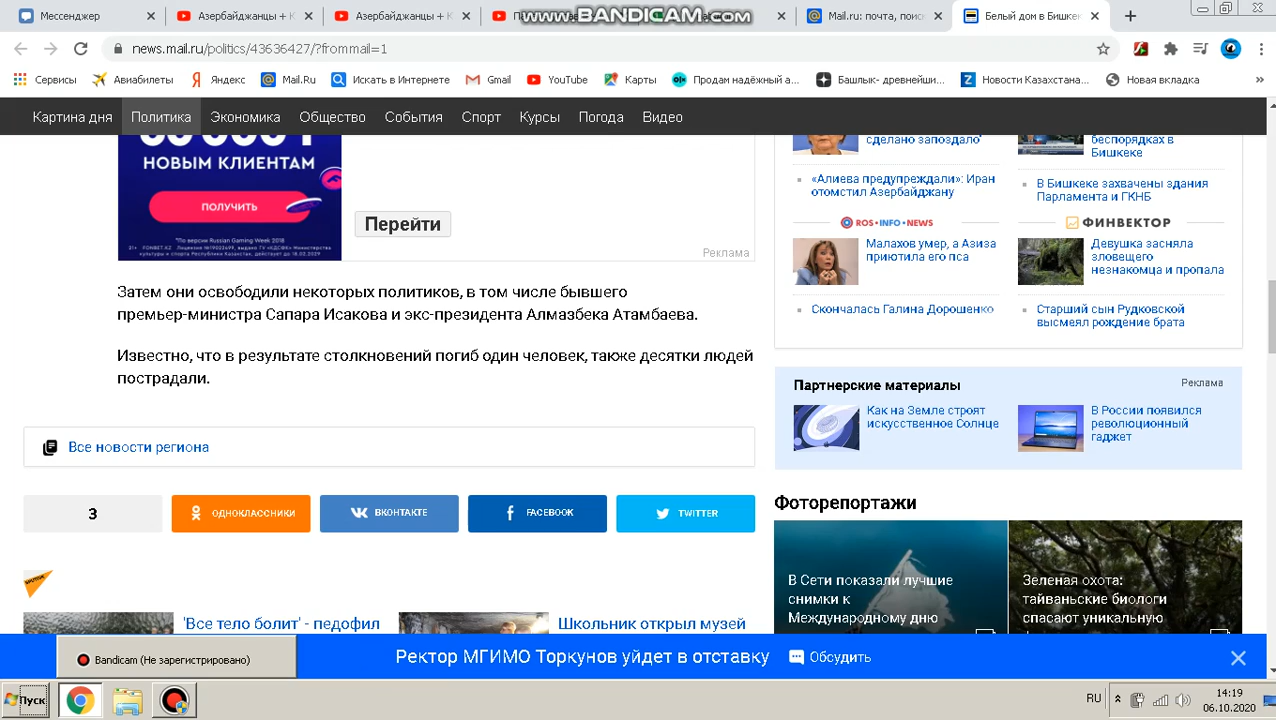 Мессенджер
Азербайджанцы + К
Азербайджанцы + К
www.BANDICAM.com
Mail.ru: почта, поис
Белый дом в Бишке
news.mail.ru/politics/43636427/?frommail=1
Сервисы
Авиабилеты
Яндекс
Mail.Ru
Искать в Интернете
Gmail
YouTube
Карты
Продам надёжный а...
Башлык- древнейши...
Новости Казахстана...
Новая вкладка
»
Картина дня
Политика
Экономика
Общество
События
Спорт
Курсы
Погода
Видео
НОВЫМ КЛИЕНТАМ
ПОЛУЧИТЬ
*По версии Russian Gaming Week 2018
Перейти
Реклама
Затем они освободили некоторых политиков, в том числе бывшего
премьер-министра Сапара Исакова и экс-президента Алмазбека Атамбаева.
Известно, что в результате столкновений погиб один человек, также десятки людей
пострадали.
Все новости региона
3
ОДНОКЛАССНИКИ
ВКОНТАКТЕ
FACEBOOK
TWITTER
SPUTNIK
'Все тело болит' - педофил
Школьник открыл музей
сделано запоздало"
«Алиева предупреждали»: Иран
отомстил Азербайджану
беспорядках в
Бишкеке
В Бишкеке захвачены здания
Парламента и ГКНБ
ROS•INFO•NEWS
Малахов умер, а Азиза
приютила его пса
Скончалась Галина Дорошенко
ФИНВЕКТОР
Девушка засняла
зловещего
незнакомца и пропала
Старший сын Рудковской
высмеял рождение брата
Партнерские материалы
Реклама
Как на Земле строят
искусственное Солнце
В России появился
революционный
гаджет
Фоторепортажи
В Сети показали лучшие
снимки к
Международному дню
Зеленая охота:
тайваньские биологи
спасают уникальную
Bandicam (Не зарегистрировано)
Ректор МГИМО Торкунов уйдет в отставку
Обсудить
Пуск
RU
14:19
06.10.2020